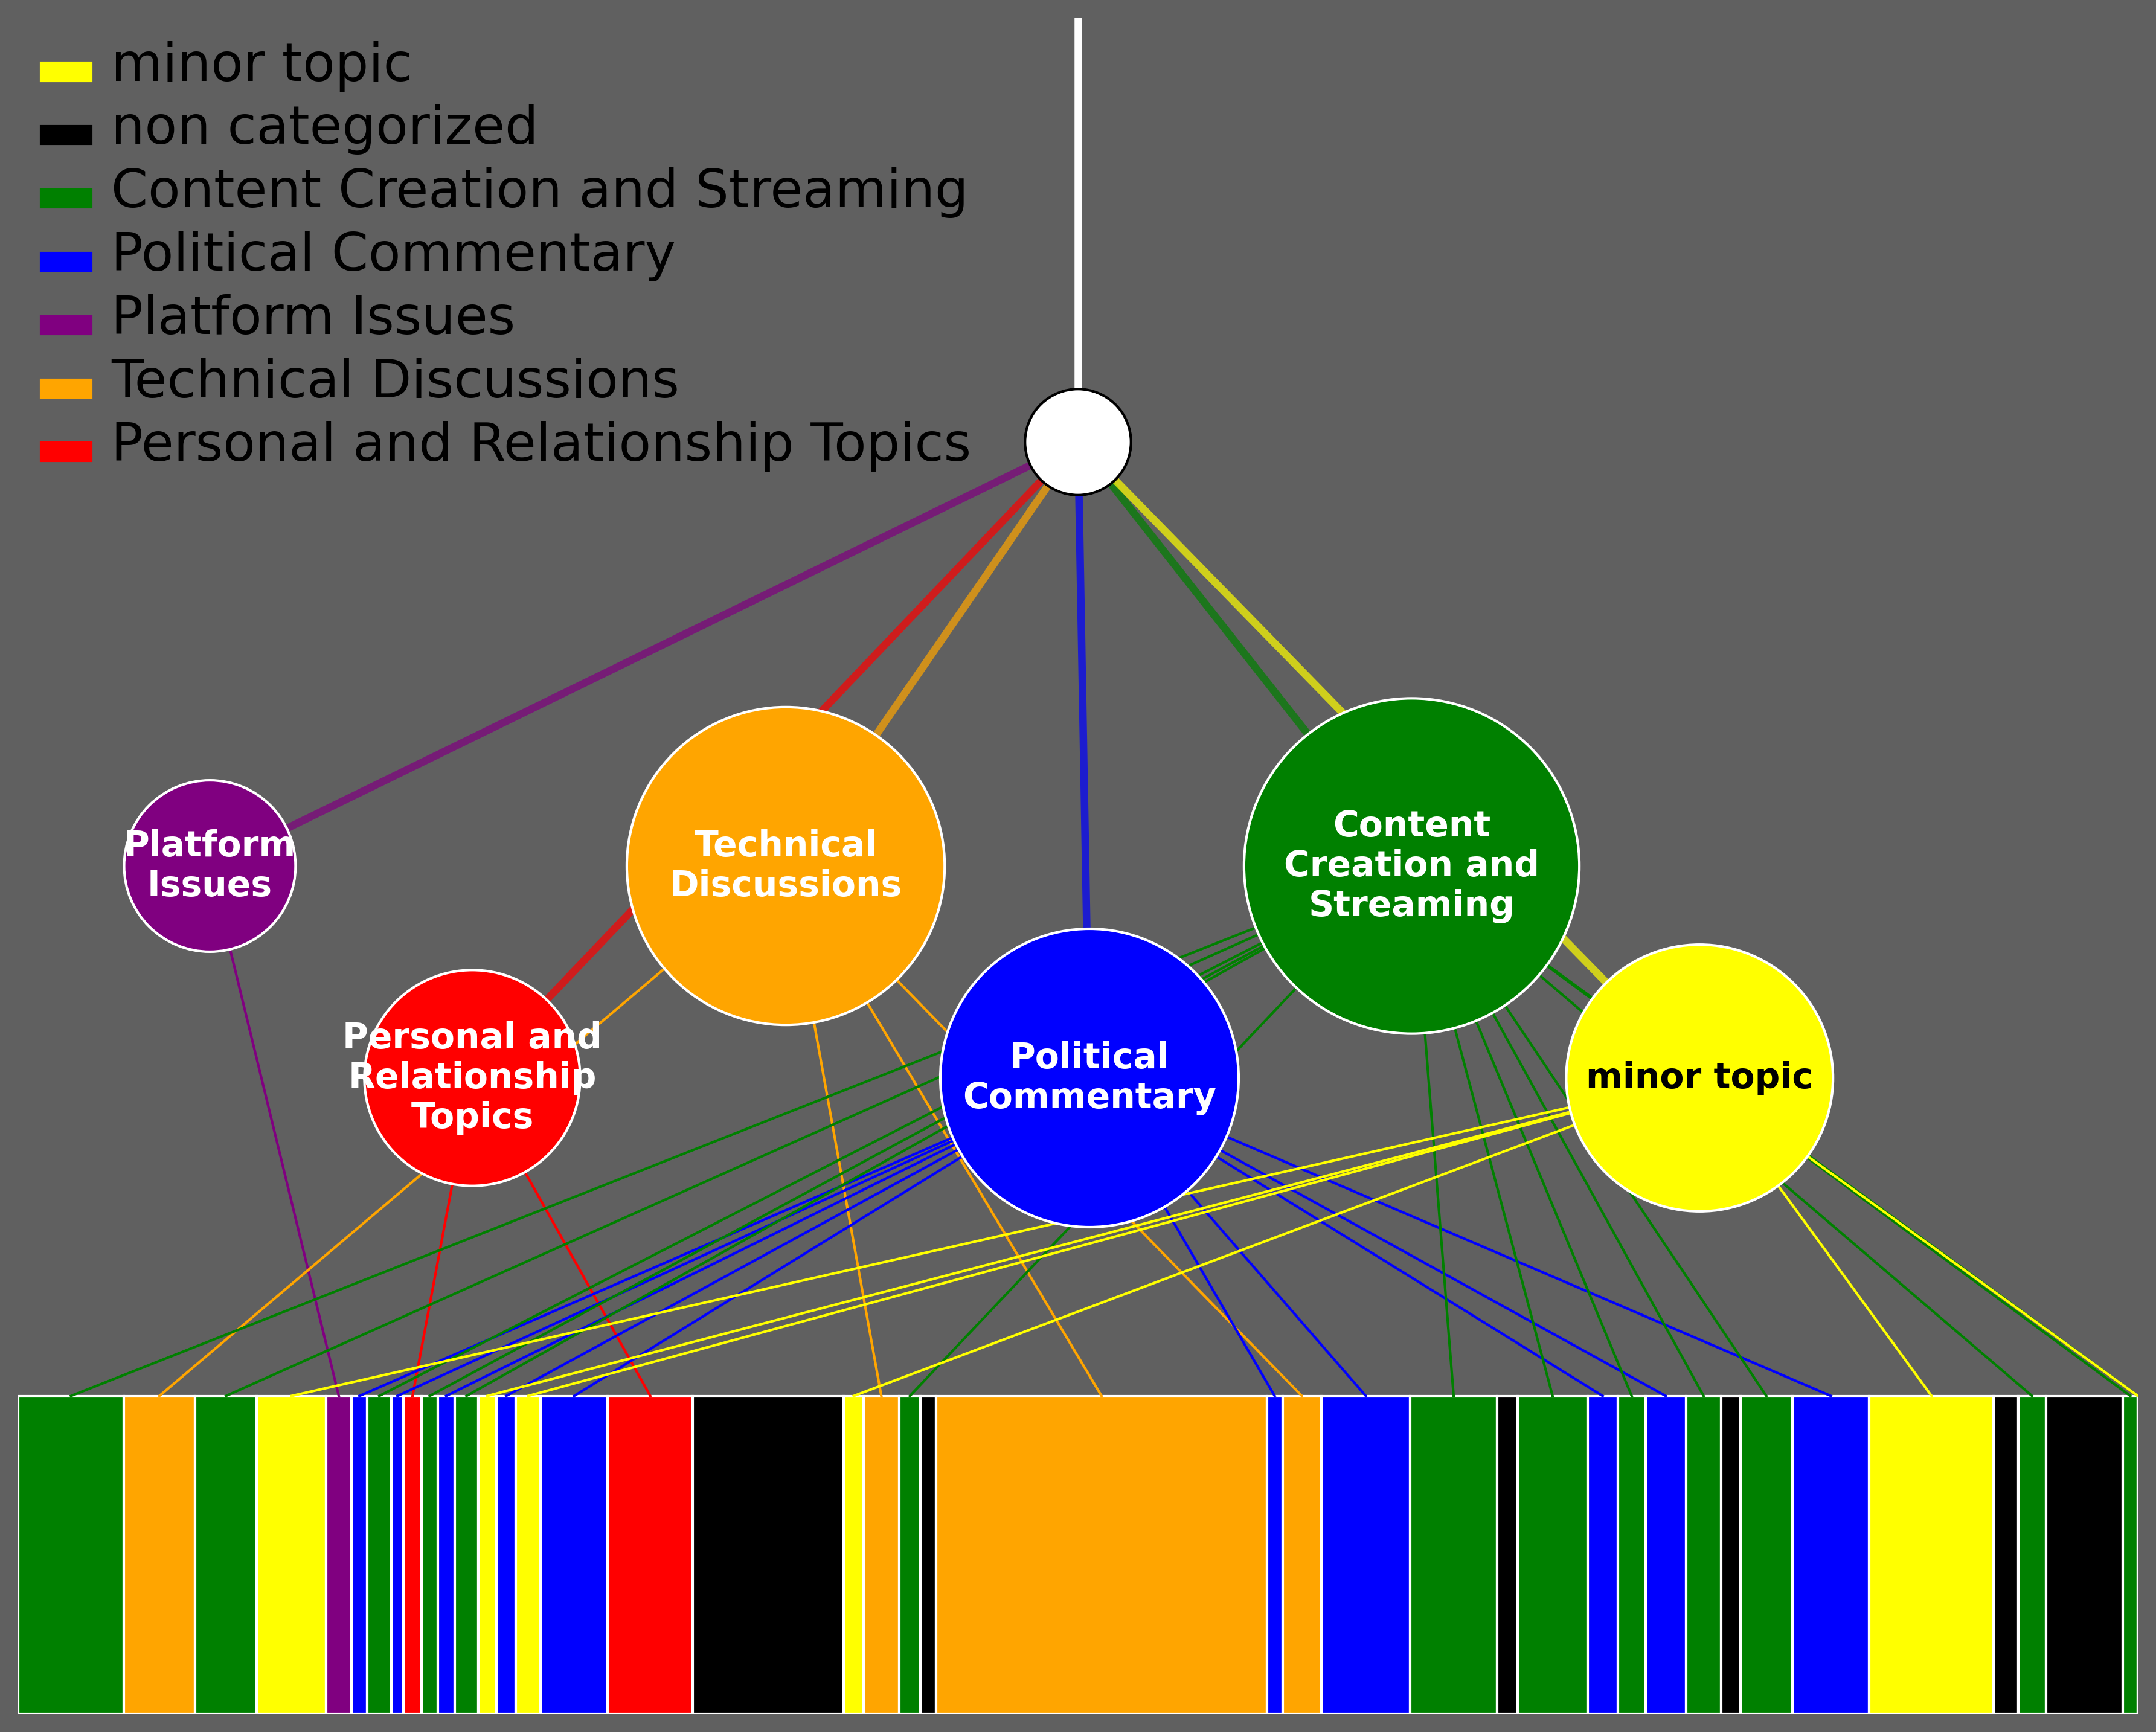 minor topic
non categorized
Content Creation and Streaming
Political Commentary
Platform Issues
Technical Discussions
Personal and Relationship Topics
Platform
Issues
Technical
Discussions
Content
Creation and
Streaming
Personal and
Relationship
Topics
Political
Commentary
minor topic